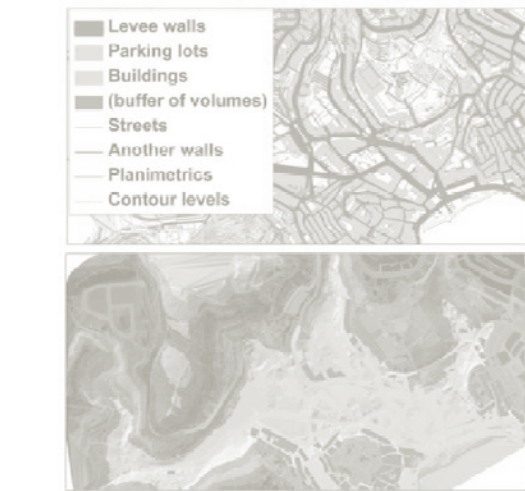 Levee walls
Parking lots
Buildings
(buffer of volumes)
Streets
Another walls
Planimetrics
Contour levels